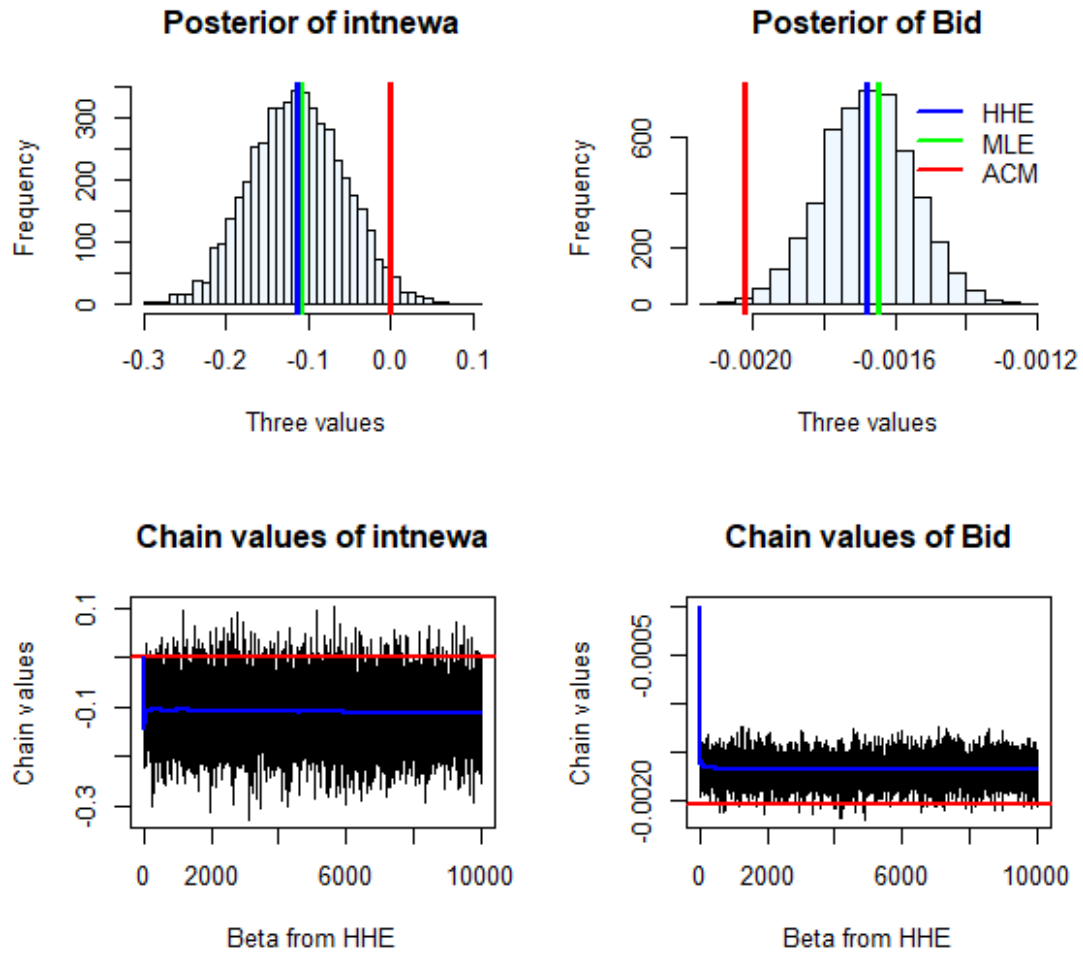 Posterior of intnewa
Frequency
0 100 200 300
-0.3 -0.2 -0.1 0.0 0.1
Three values
Posterior of Bid
Frequency
0 200 600
HHE
MLE
ACM
-0.0020 -0.0016 -0.0012
Three values
Chain values of intnewa
Chain values
-0.3 -0.1 0.1
0 2000 6000 10000
Beta from HHE
Chain values of Bid
Chain values
-0.0020 -0.0005
0 2000 6000 10000
Beta from HHE